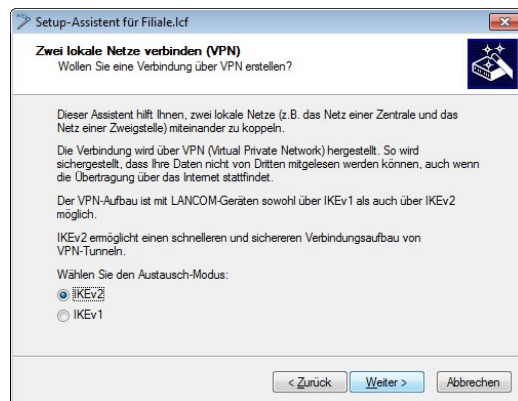 Setup-Assistent für Filiale.lcf
Zwei lokale Netze verbinden (VPN)
Wollen Sie eine Verbindung über VPN erstellen?
Dieser Assistent hilft Ihnen, zwei lokale Netze (z.B. das Netz einer Zentrale und das
Netz einer Zweigstelle) miteinander zu koppeln.
Die Verbindung wird über VPN (Virtual Private Network) hergestellt. So wird
sichergestellt, dass Ihre Daten nicht von Dritten mitgelesen werden können, auch wenn
die Übertragung über das Internet stattfindet.
Der VPN-Aufbau ist mit LANCOM-Geräten sowohl über IKEv1 als auch über IKEv2
möglich.
IKEv2 ermöglicht einen schnelleren und sichereren Verbindungsaufbau von
VPN-Tunneln.
Wählen Sie den Austausch-Modus:
IKEv2
IKEv1
< Zurück
Weiter >
Abbrechen